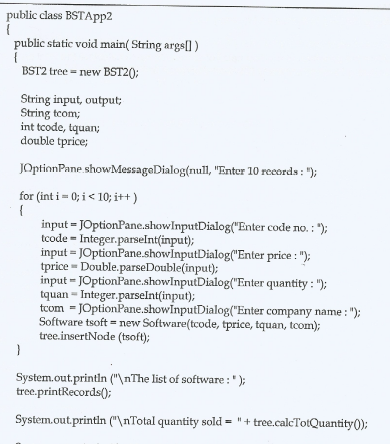 public class BSTApp2
{
public static void main( String args[] )
{
BST2 tree = new BST2();
String input, output;
String tcom;
int tcode, tquan;
double tprice;
JOptionPane.showMessageDialog(null, "Enter 10 records : ");
for (int i = 0; i < 10; i++ )
{
input = JOptionPane.showInputDialog("Enter code no. : ");
tcode = Integer.parseInt(input);
input = JOptionPane.showInputDialog("Enter price : ");
tprice = Double.parseDouble(input);
input = JOptionPane.showInputDialog("Enter quantity : ");
tquan = Integer.parseInt(input);
tcom = JOptionPane.showInputDialog("Enter company name : ");
Software tsoft = new Software(tcode, tprice, tquan, tcom);
tree.insertNode (tsoft);
}
System.out.println ("\nThe list of software : " );
tree.printRecords();
System.out.println ("\nTotal quantity sold = " + tree.calcTotQuantity());